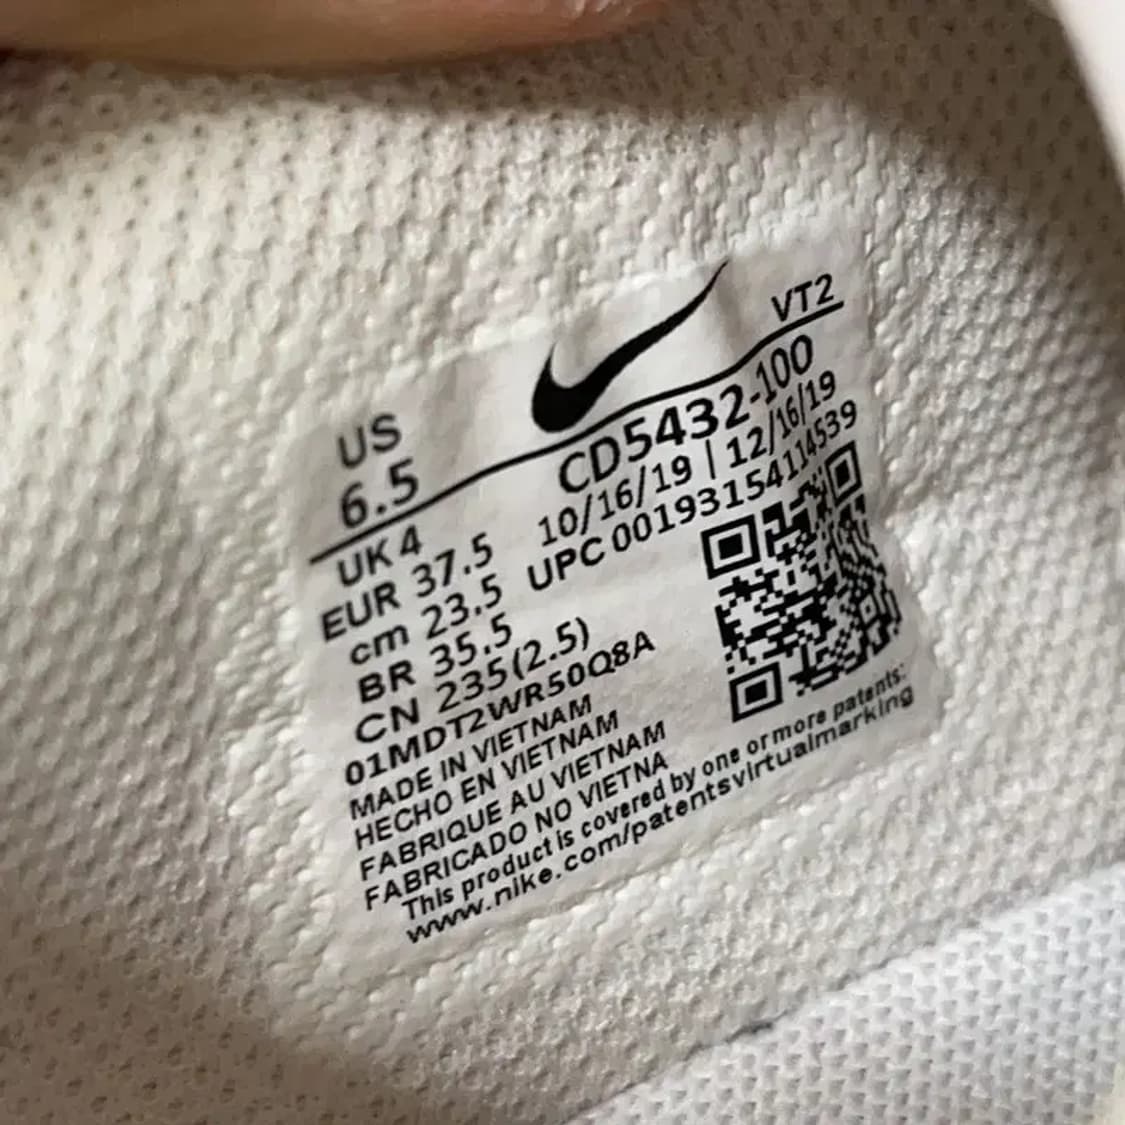 VT2
US
6.5
CD5432-100
10/16/19 | 12/16/19
UPC 00193154114539
UK 4
EUR 37.5
cm 23.5
BR 35.5
CN 235(2.5)
01MDT2WR50Q8A
MADE IN VIETNAM
HECHO EN VIETNAM
FABRIQUE AU VIETNAM
FABRICADO NO VIETNA
This product is covered by one or more patents:
www.nike.com/patentsvirtualmarking